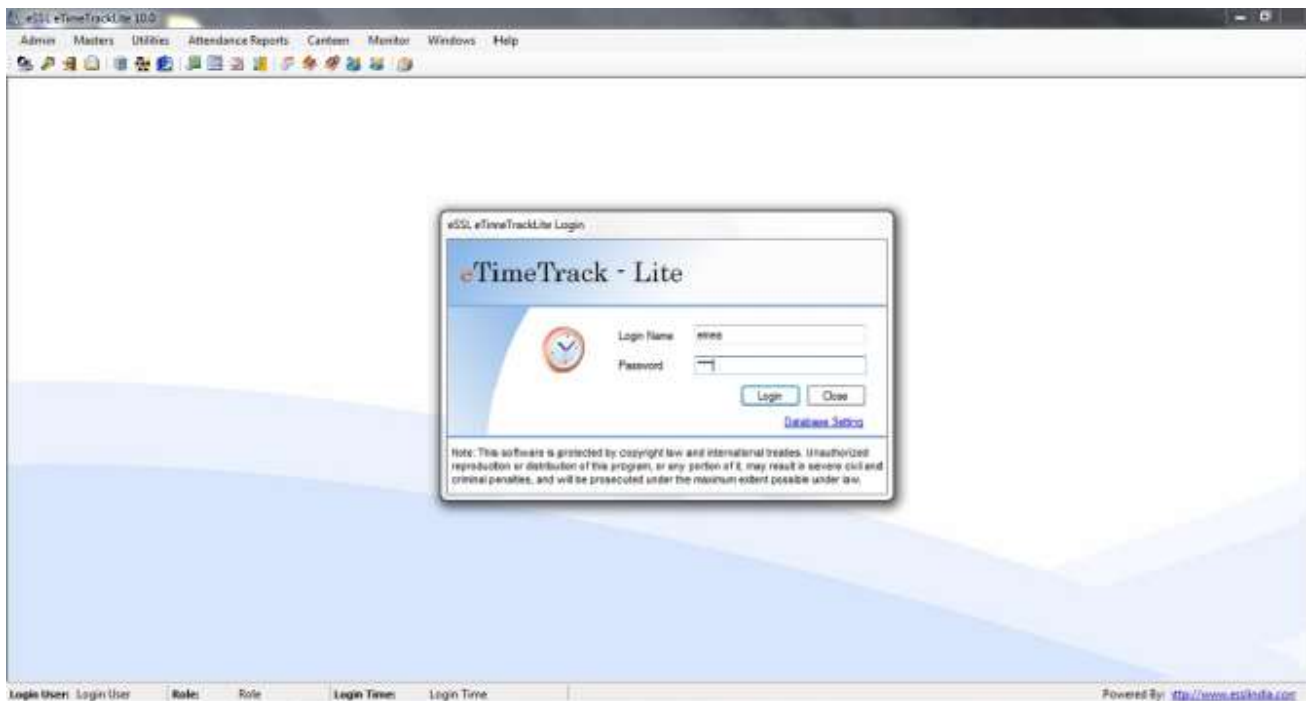 eSSL eTimeTrackLite 10.0
Admin Masters Utilities Attendance Reports Canteen Monitor Windows Help
eSSL eTimeTrackLite Login
eTimeTrack - Lite
Login Name
Password ****
Login Close
Database Setting
Note: This software is protected by copyright law and international treaties. Unauthorized
reproduction or distribution of this program, or any portion of it, may result in severe civil and
criminal penalties, and will be prosecuted under the maximum extent possible under law.
Login User: Login User Role: Role Login Time: Login Time Powered By: http://www.esslindia.com